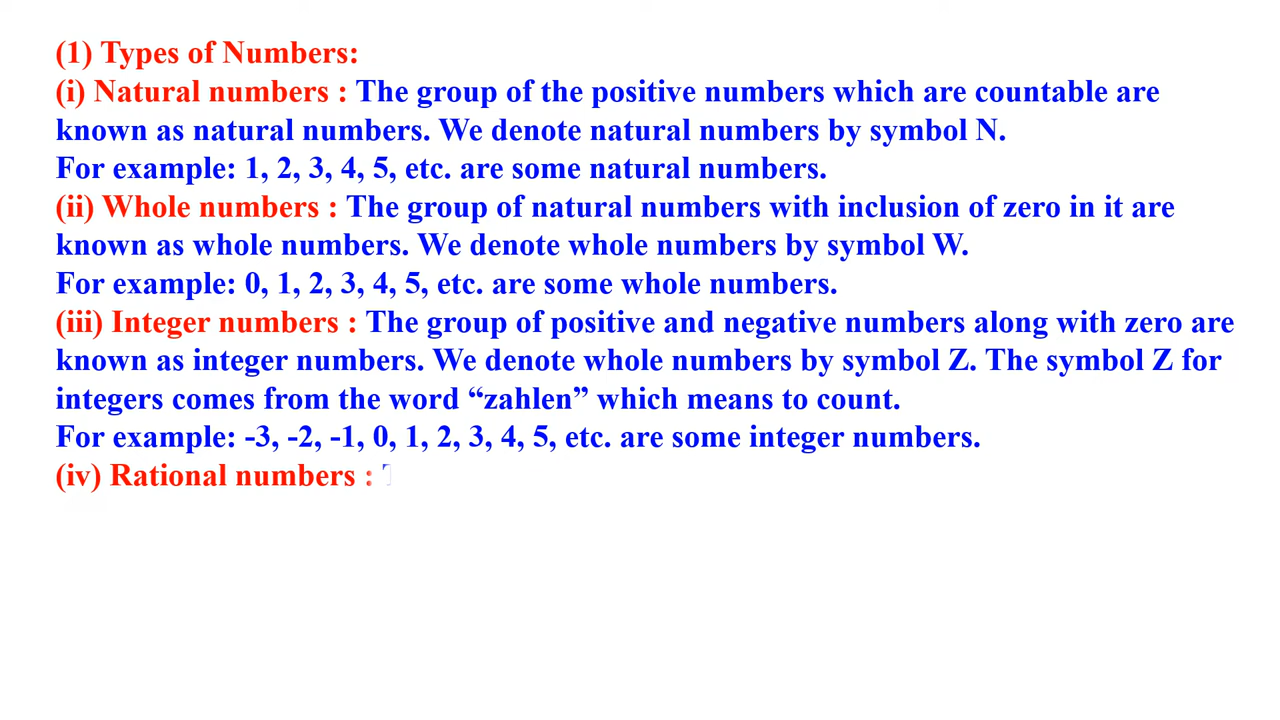 (1) Types of Numbers:
(i) Natural numbers : The group of the positive numbers which are countable are
known as natural numbers. We denote natural numbers by symbol N.
For example: 1, 2, 3, 4, 5, etc. are some natural numbers.
(ii) Whole numbers : The group of natural numbers with inclusion of zero in it are
known as whole numbers. We denote whole numbers by symbol W.
For example: 0, 1, 2, 3, 4, 5, etc. are some whole numbers.
(iii) Integer numbers : The group of positive and negative numbers along with zero are
known as integer numbers. We denote whole numbers by symbol Z. The symbol Z for
integers comes from the word “zahlen” which means to count.
For example: -3, -2, -1, 0, 1, 2, 3, 4, 5, etc. are some integer numbers.
(iv) Rational numbers :